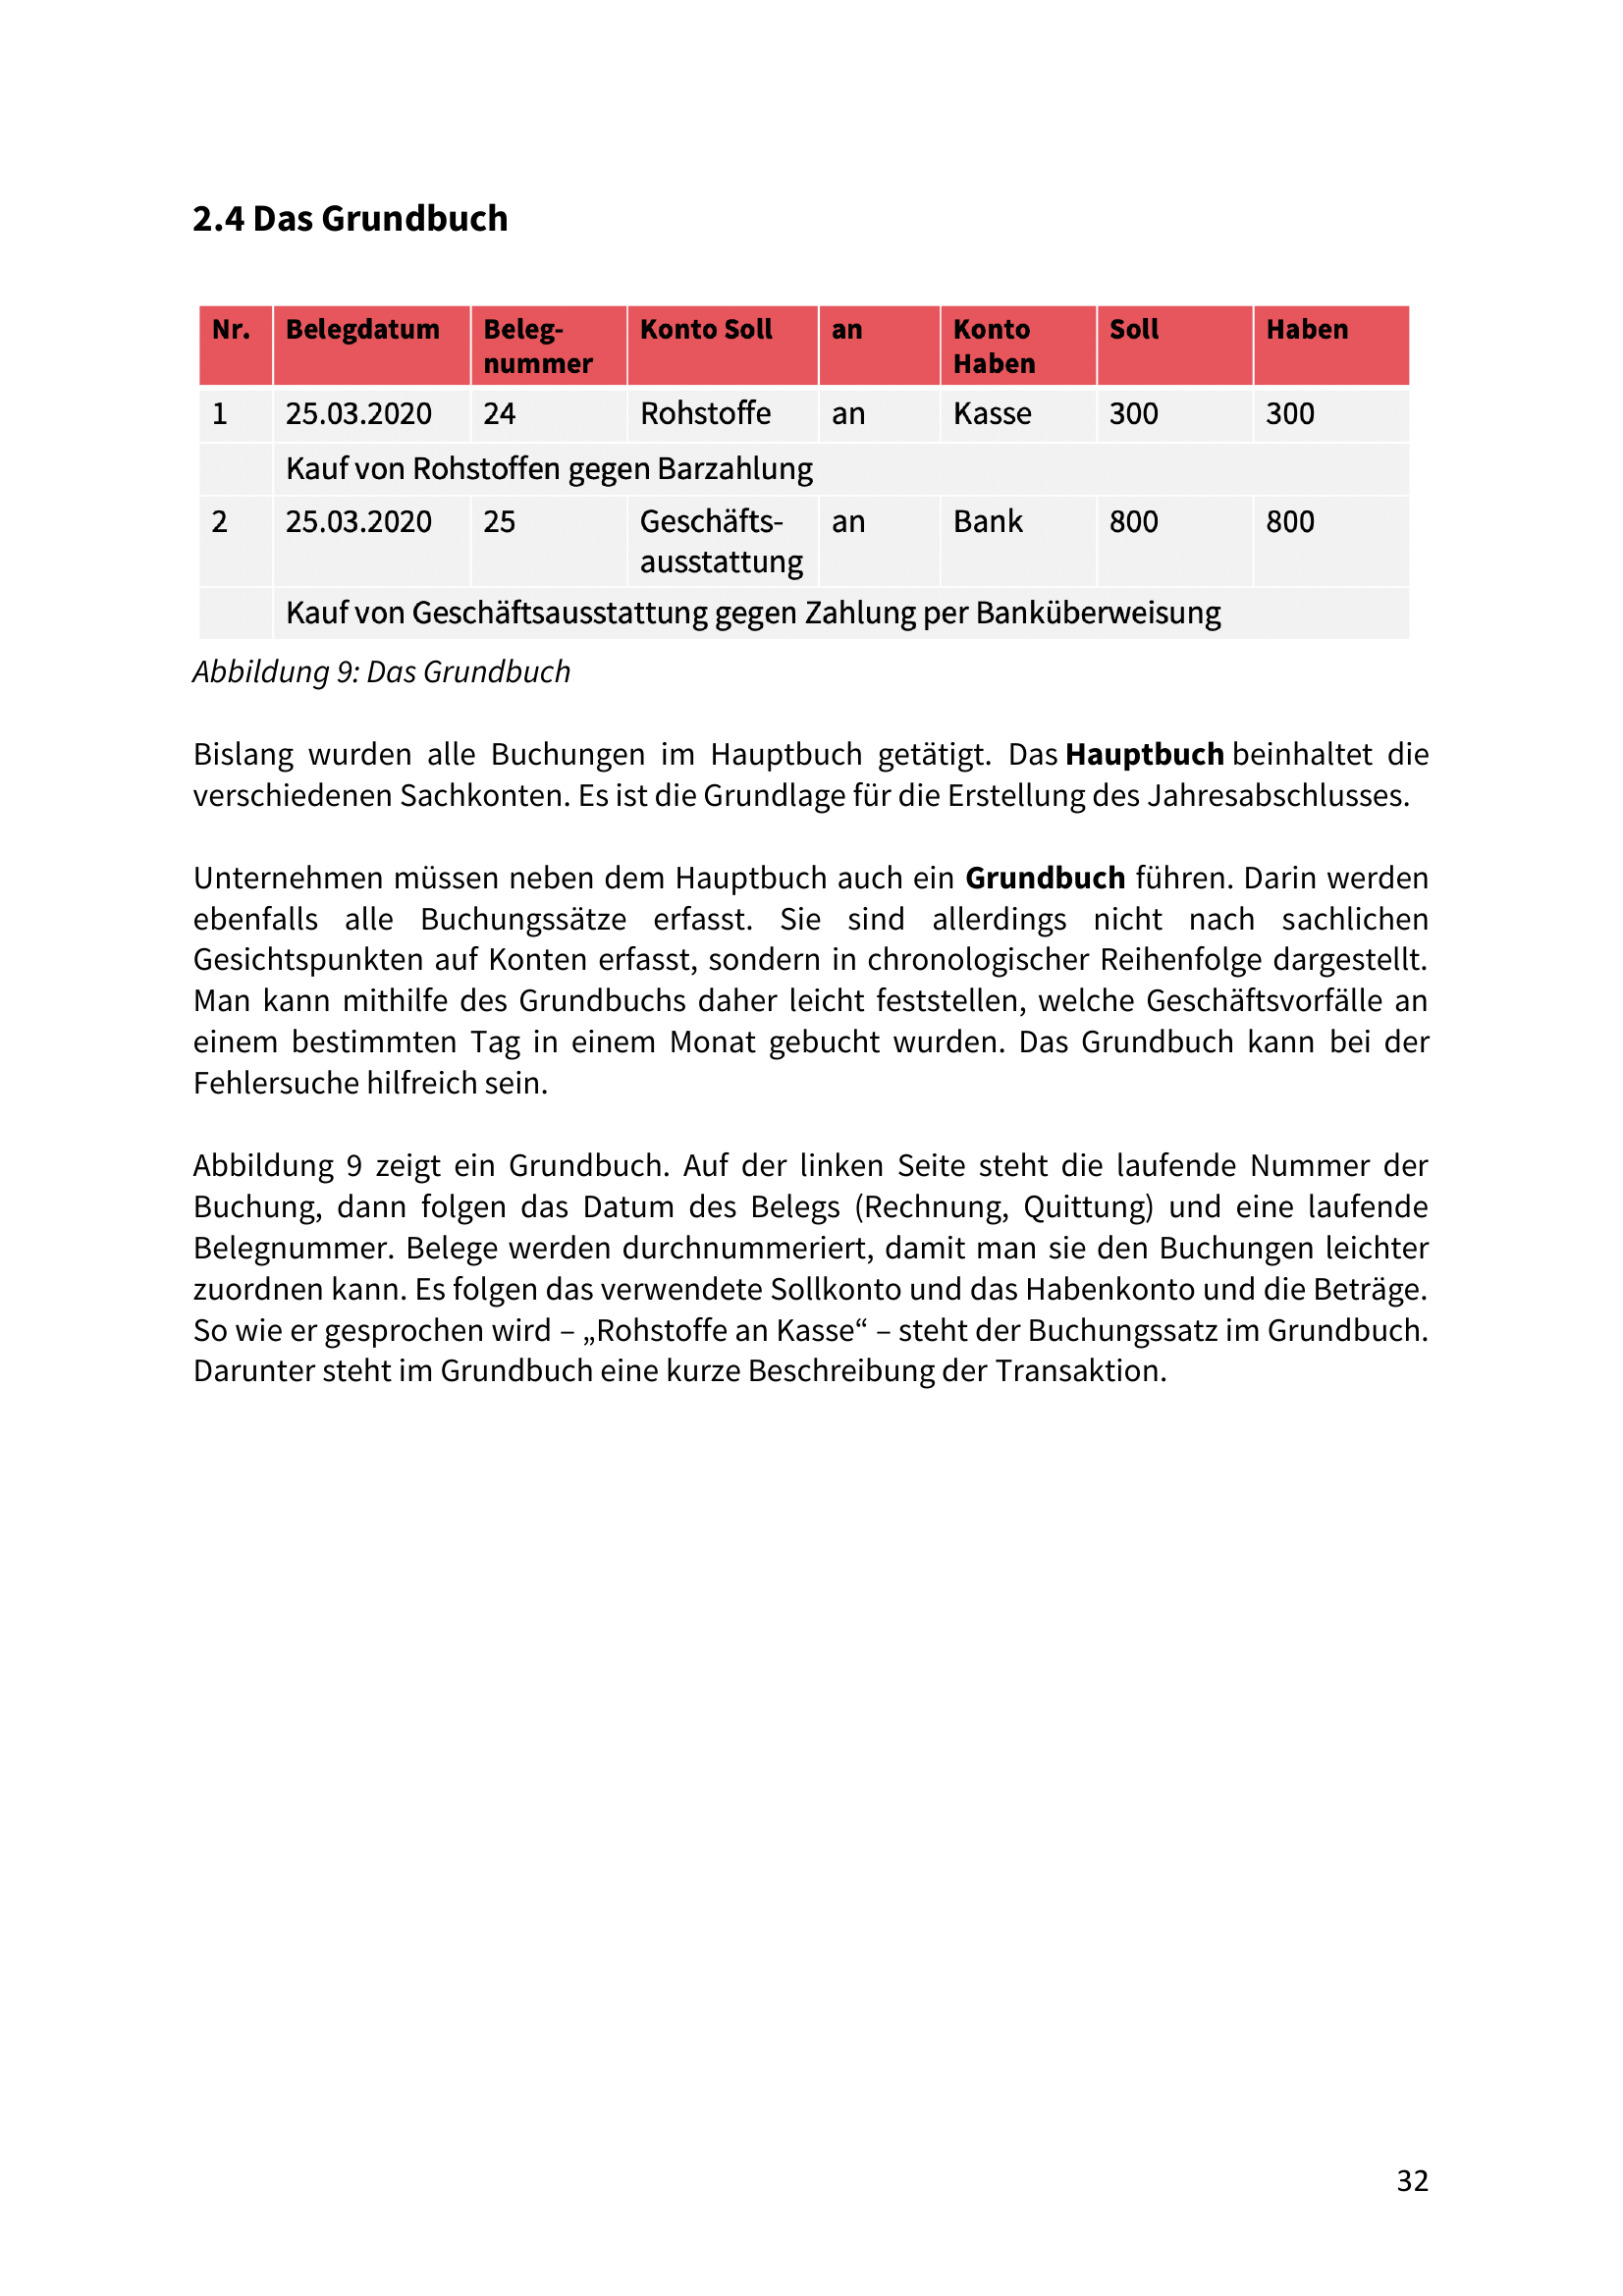 2.4 Das Grundbuch
Nr. Belegdatum Beleg- Konto Soll an Konto Soll Haben
nummer Haben
1 25.03.2020 24 Rohstoffe an Kasse 300 300
Kauf von Rohstoffen gegen Barzahlung
2 25.03.2020 25 Geschäfts- an Bank 800 800
ausstattung
Kauf von Geschäftsausstattung gegen Zahlung per Banküberweisung
Abbildung 9: Das Grundbuch
Bislang wurden alle Buchungen im Hauptbuch getätigt. Das Hauptbuch beinhaltet die
verschiedenen Sachkonten. Es ist die Grundlage für die Erstellung des Jahresabschlusses.
Unternehmen müssen neben dem Hauptbuch auch ein Grundbuch führen. Darin werden
ebenfalls alle Buchungssätze erfasst. Sie sind allerdings nicht nach sachlichen
Gesichtspunkten auf Konten erfasst, sondern in chronologischer Reihenfolge dargestellt.
Man kann mithilfe des Grundbuchs daher leicht feststellen, welche Geschäftsvorfälle an
einem bestimmten Tag in einem Monat gebucht wurden. Das Grundbuch kann bei der
Fehlersuche hilfreich sein.
Abbildung 9 zeigt ein Grundbuch. Auf der linken Seite steht die laufende Nummer der
Buchung, dann folgen das Datum des Belegs (Rechnung, Quittung) und eine laufende
Belegnummer. Belege werden durchnummeriert, damit man sie den Buchungen leichter
zuordnen kann. Es folgen das verwendete Sollkonto und das Habenkonto und die Beträge.
So wie er gesprochen wird – „Rohstoffe an Kasse“ – steht der Buchungssatz im Grundbuch.
Darunter steht im Grundbuch eine kurze Beschreibung der Transaktion.
32